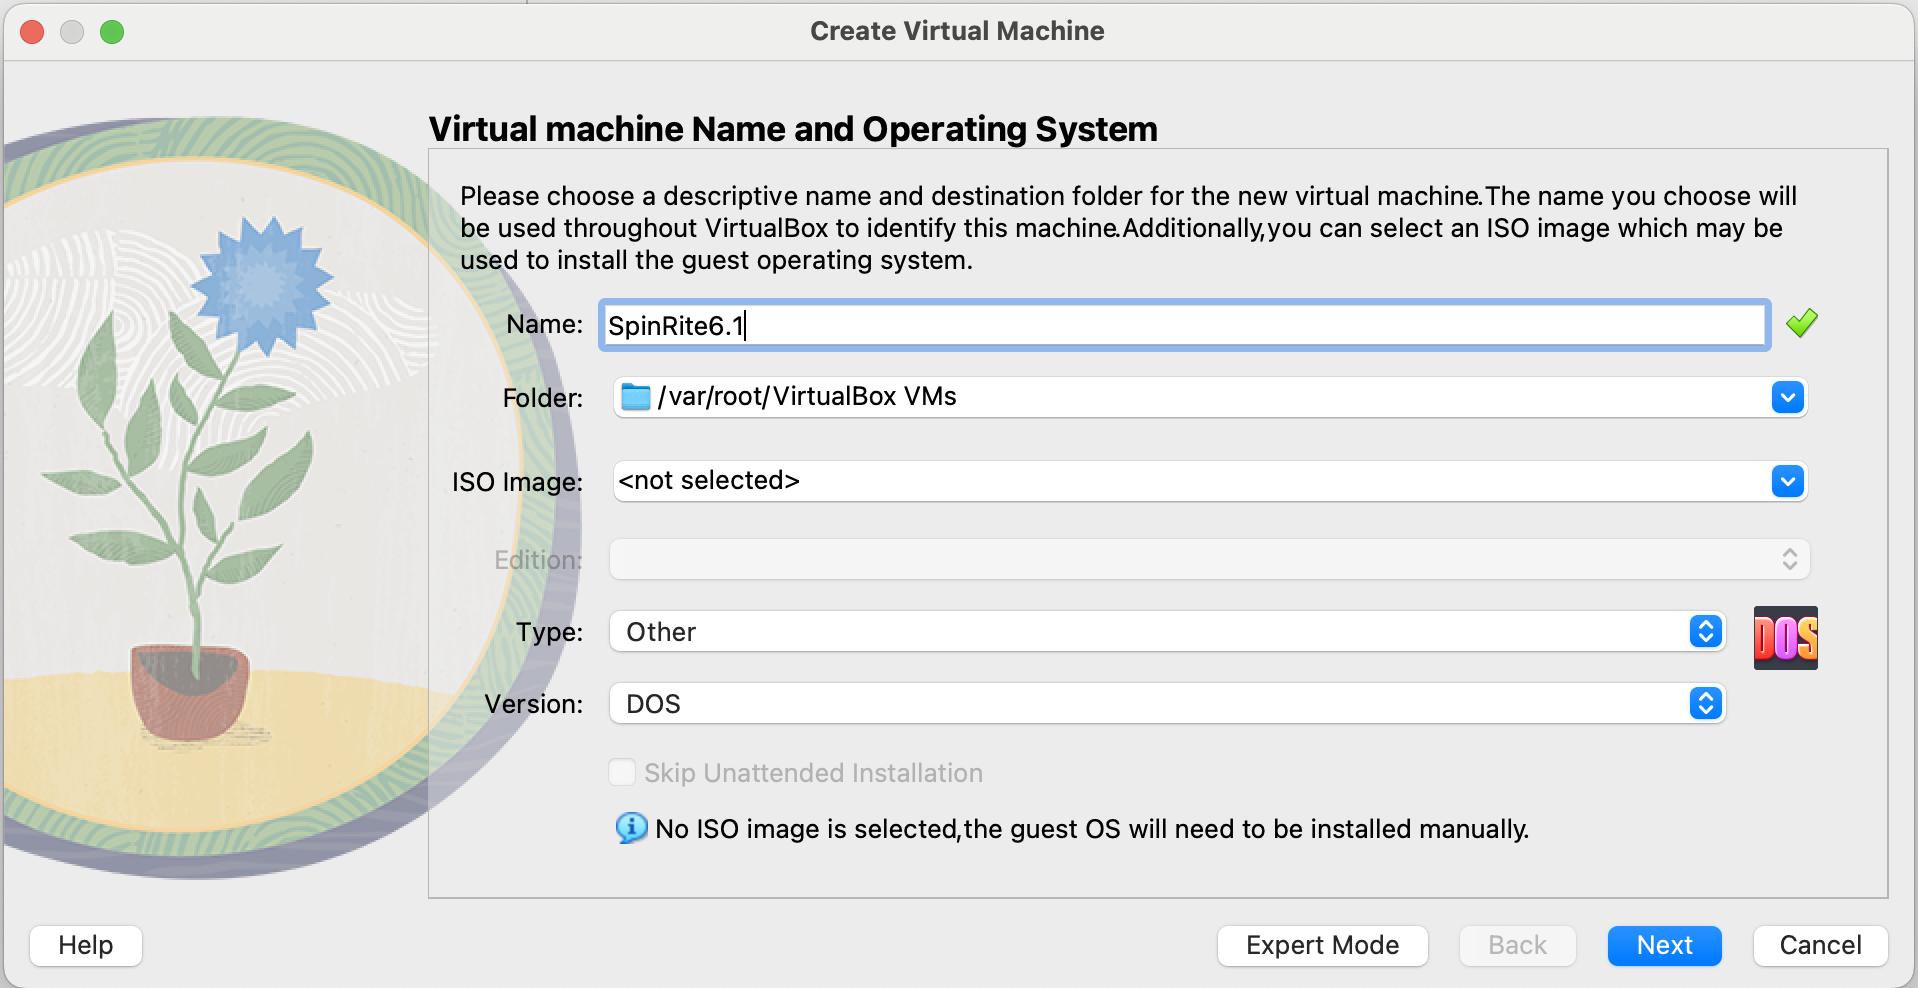 Create Virtual Machine
Virtual machine Name and Operating System
Please choose a descriptive name and destination folder for the new virtual machine.The name you choose will
be used throughout VirtualBox to identify this machine.Additionally,you can select an ISO image which may be
used to install the guest operating system.
Name: SpinRite6.1
Folder: /var/root/VirtualBox VMs
ISO Image: <not selected>
Edition:
Type: Other
DOS
Version: DOS
Skip Unattended Installation
No ISO image is selected,the guest OS will need to be installed manually.
Help Expert Mode Back Next Cancel